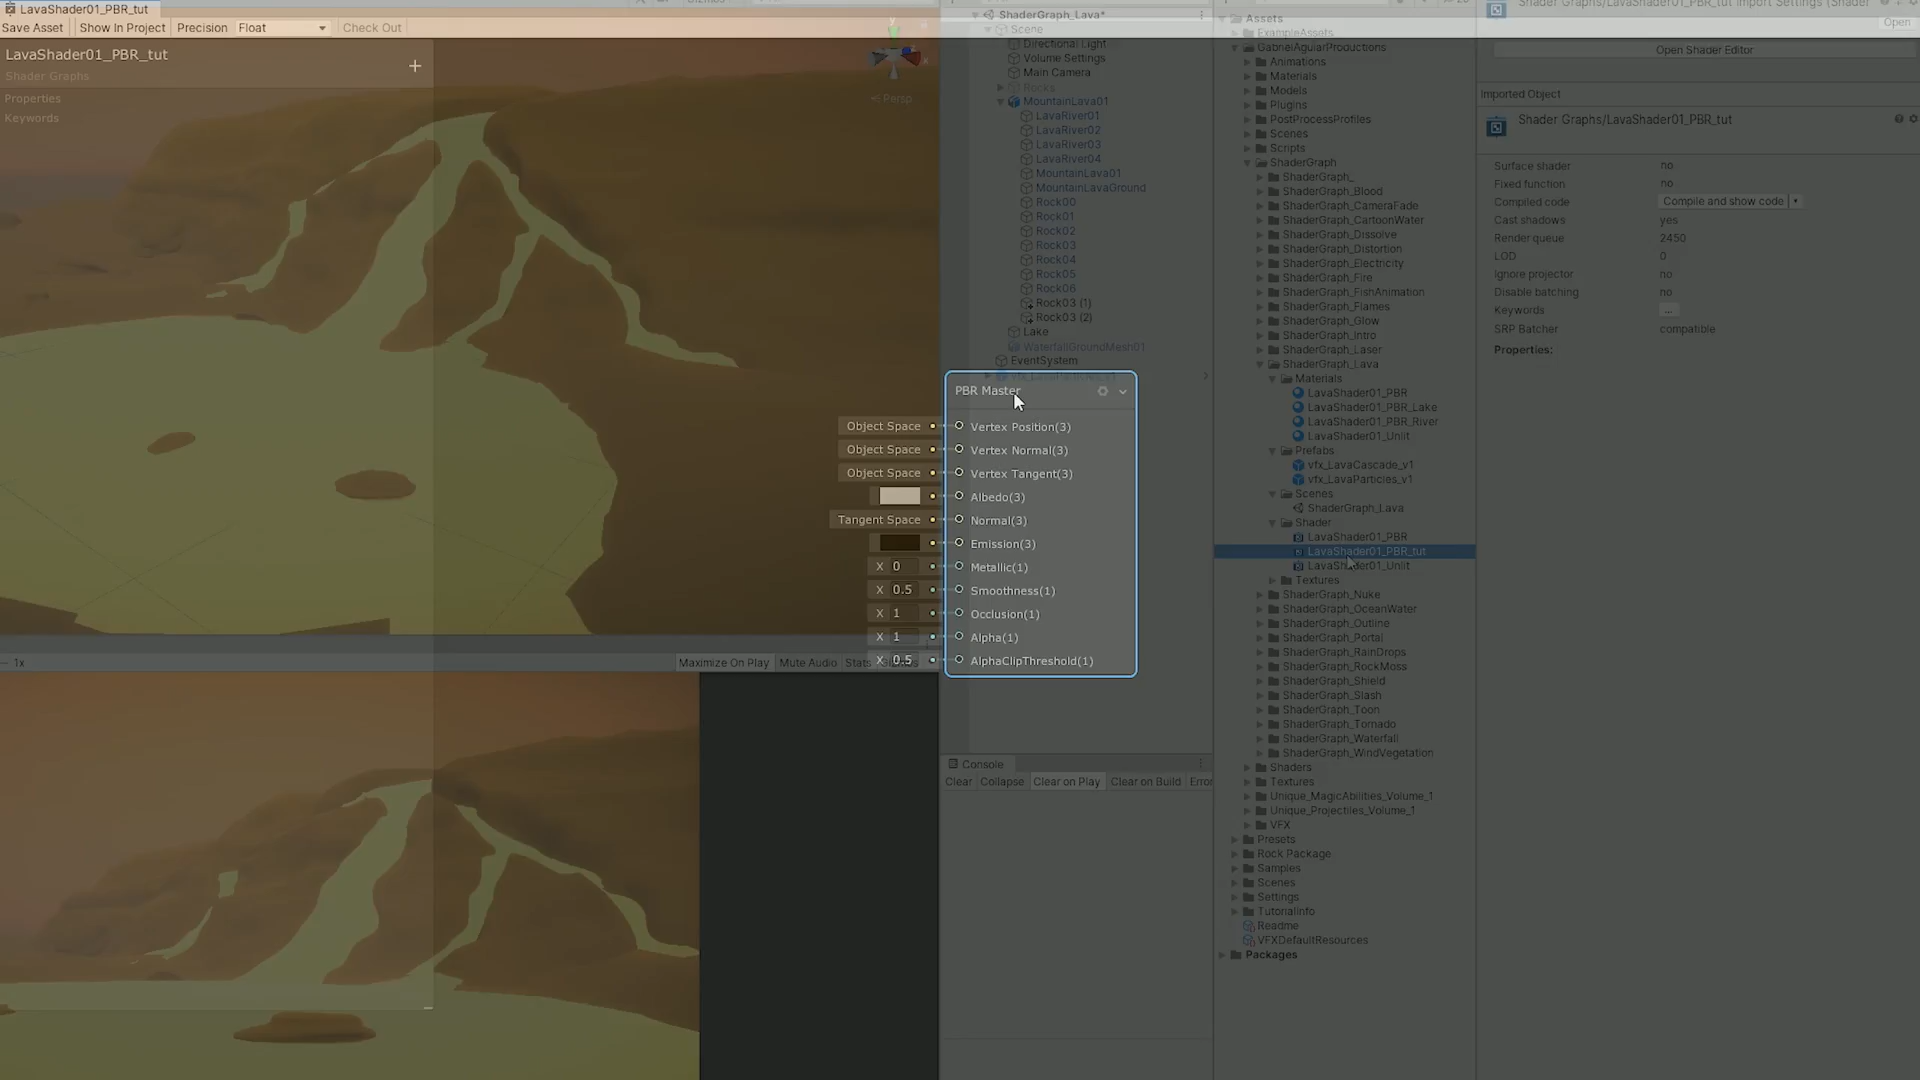 LavaShader01_PBR_tut
Save Asset
Show In Project
Precision
Float
Check Out
LavaShader01_PBR_tut
Shader Graphs
Properties
Keywords
Persp
1x
Maximize On Play
Mute Audio
Stats
ShaderGraph_Lava*
Scene
Directional Light
Volume Settings
Main Camera
Rocks
MountainLava01
LavaRiver01
LavaRiver02
LavaRiver03
LavaRiver04
MountainLava01
MountainLavaGround
Rock00
Rock01
Rock02
Rock03
Rock04
Rock05
Rock06
Rock03 (1)
Rock03 (2)
Lake
WaterfallGroundMesh01
EventSystem
PBR Master
Object Space
Vertex Position(3)
Object Space
Vertex Normal(3)
Object Space
Vertex Tangent(3)
Albedo(3)
Tangent Space
Normal(3)
Emission(3)
X 0
Metallic(1)
X 0.5
Smoothness(1)
X 1
Occlusion(1)
X 1
Alpha(1)
X 0.5
AlphaClipThreshold(1)
Console
Clear
Collapse
Clear on Play
Clear on Build
Error
Assets
ExampleAssets
GabrielAguiarProductions
Animations
Materials
Models
Plugins
PostProcessProfiles
Scenes
Scripts
ShaderGraph
ShaderGraph_
ShaderGraph_Blood
ShaderGraph_CameraFade
ShaderGraph_CartoonWater
ShaderGraph_Dissolve
ShaderGraph_Distortion
ShaderGraph_Electricity
ShaderGraph_Fire
ShaderGraph_FishAnimation
ShaderGraph_Flames
ShaderGraph_Glow
ShaderGraph_Intro
ShaderGraph_Laser
ShaderGraph_Lava
Materials
LavaShader01_PBR
LavaShader01_PBR_Lake
LavaShader01_PBR_River
LavaShader01_Unlit
Prefabs
vfx_LavaCascade_v1
vfx_LavaParticles_v1
Scenes
ShaderGraph_Lava
Shader
LavaShader01_PBR
LavaShader01_PBR_tut
LavaShader01_Unlit
Textures
ShaderGraph_Nuke
ShaderGraph_OceanWater
ShaderGraph_Outline
ShaderGraph_Portal
ShaderGraph_RainDrops
ShaderGraph_RockMoss
ShaderGraph_Shield
ShaderGraph_Slash
ShaderGraph_Toon
ShaderGraph_Tornado
ShaderGraph_Waterfall
ShaderGraph_WindVegetation
Shaders
Textures
Unique_MagicAbilities_Volume_1
Unique_Projectiles_Volume_1
VFX
Presets
Rock Package
Samples
Scenes
Settings
TutorialInfo
Readme
VFXDefaultResources
Packages
Shader Graphs/LavaShader01_PBR_tut Import Settings (Shader
Open
Open Shader Editor
Imported Object
Shader Graphs/LavaShader01_PBR_tut
Surface shader no
Fixed function no
Compiled code Compile and show code
Cast shadows yes
Render queue 2450
LOD 0
Ignore projector no
Disable batching no
Keywords ...
SRP Batcher compatible
Properties: